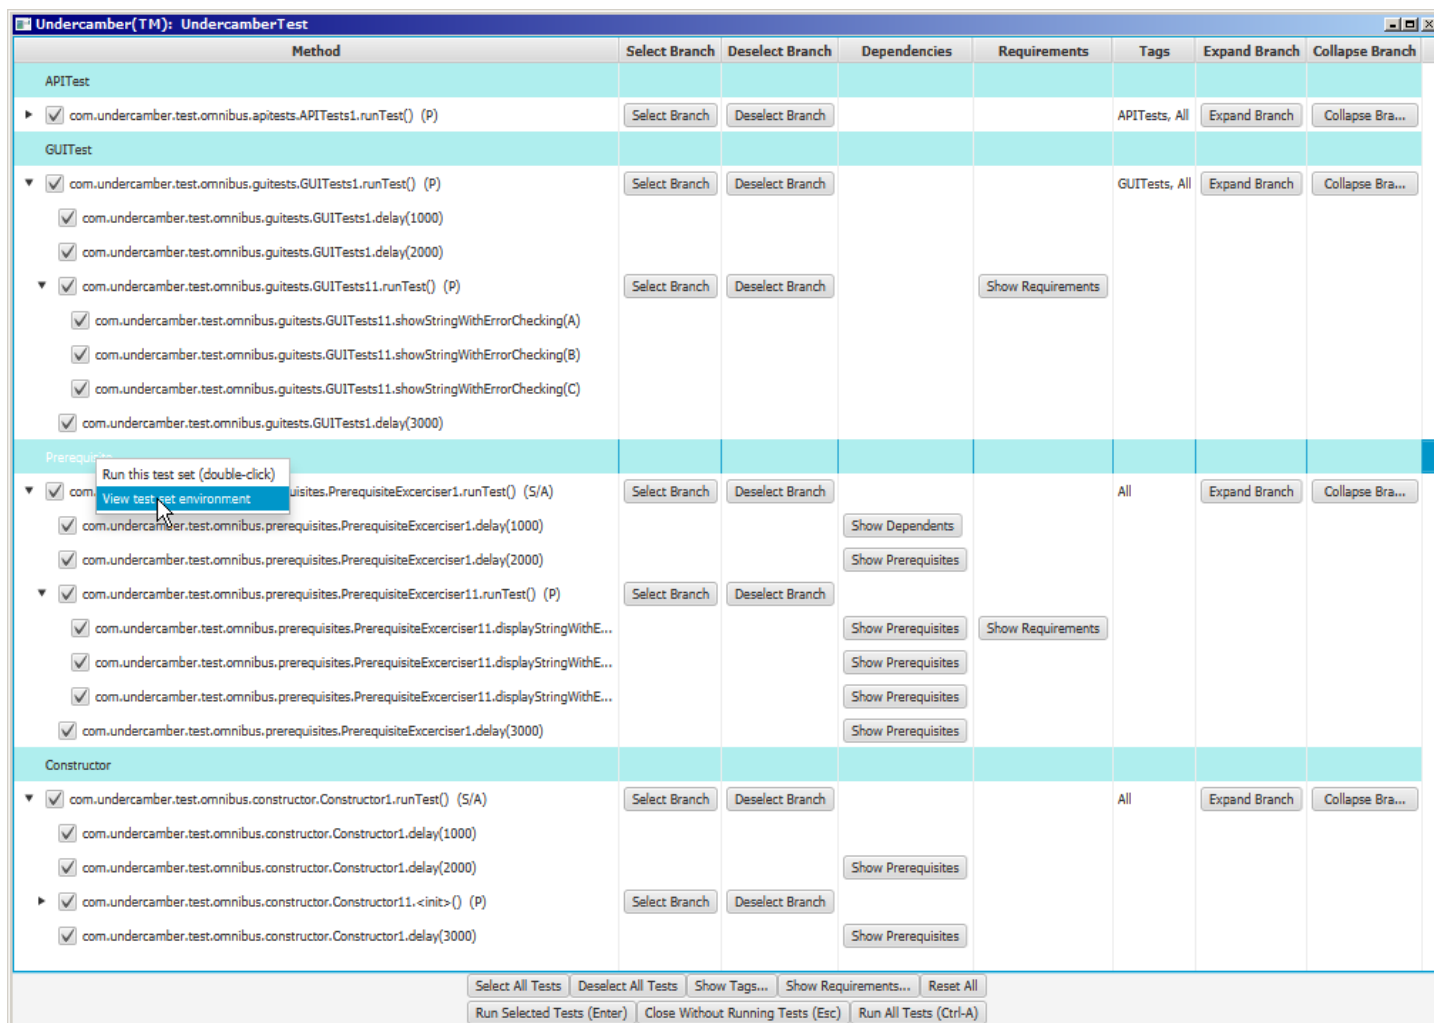 Undercamber(TM): UndercamberTest
Method Select Branch Deselect Branch Dependencies Requirements Tags Expand Branch Collapse Branch
APITest
com.undercamber.test.omnibus.apitests.APITests1.runTest() (P) Select Branch Deselect Branch APITests, All Expand Branch Collapse Bra...
GUITest
com.undercamber.test.omnibus.guitests.GUITests1.runTest() (P) Select Branch Deselect Branch GUITests, All Expand Branch Collapse Bra...
com.undercamber.test.omnibus.guitests.GUITests1.delay(1000)
com.undercamber.test.omnibus.guitests.GUITests1.delay(2000)
com.undercamber.test.omnibus.guitests.GUITests11.runTest() (P) Select Branch Deselect Branch Show Requirements
com.undercamber.test.omnibus.guitests.GUITests11.showStringWithErrorChecking(A)
com.undercamber.test.omnibus.guitests.GUITests11.showStringWithErrorChecking(B)
com.undercamber.test.omnibus.guitests.GUITests11.showStringWithErrorChecking(C)
com.undercamber.test.omnibus.guitests.GUITests1.delay(3000)
Prerequisite
Run this test set (double-click)
View test set environment
com. uisites.PrerequisiteExcerciser1.runTest() (S/A) Select Branch Deselect Branch All Expand Branch Collapse Bra...
com.undercamber.test.omnibus.prerequisites.PrerequisiteExcerciser1.delay(1000) Show Dependents
com.undercamber.test.omnibus.prerequisites.PrerequisiteExcerciser1.delay(2000) Show Prerequisites
com.undercamber.test.omnibus.prerequisites.PrerequisiteExcerciser11.runTest() (P) Select Branch Deselect Branch
com.undercamber.test.omnibus.prerequisites.PrerequisiteExcerciser11.displayStringWithE... Show Prerequisites Show Requirements
com.undercamber.test.omnibus.prerequisites.PrerequisiteExcerciser11.displayStringWithE... Show Prerequisites
com.undercamber.test.omnibus.prerequisites.PrerequisiteExcerciser11.displayStringWithE... Show Prerequisites
com.undercamber.test.omnibus.prerequisites.PrerequisiteExcerciser1.delay(3000) Show Prerequisites
Constructor
com.undercamber.test.omnibus.constructor.Constructor1.runTest() (S/A) Select Branch Deselect Branch All Expand Branch Collapse Bra...
com.undercamber.test.omnibus.constructor.Constructor1.delay(1000)
com.undercamber.test.omnibus.constructor.Constructor1.delay(2000) Show Prerequisites
com.undercamber.test.omnibus.constructor.Constructor11.<init>() (P) Select Branch Deselect Branch
com.undercamber.test.omnibus.constructor.Constructor1.delay(3000) Show Prerequisites
Select All Tests Deselect All Tests Show Tags... Show Requirements... Reset All
Run Selected Tests (Enter) Close Without Running Tests (Esc) Run All Tests (Ctrl-A)